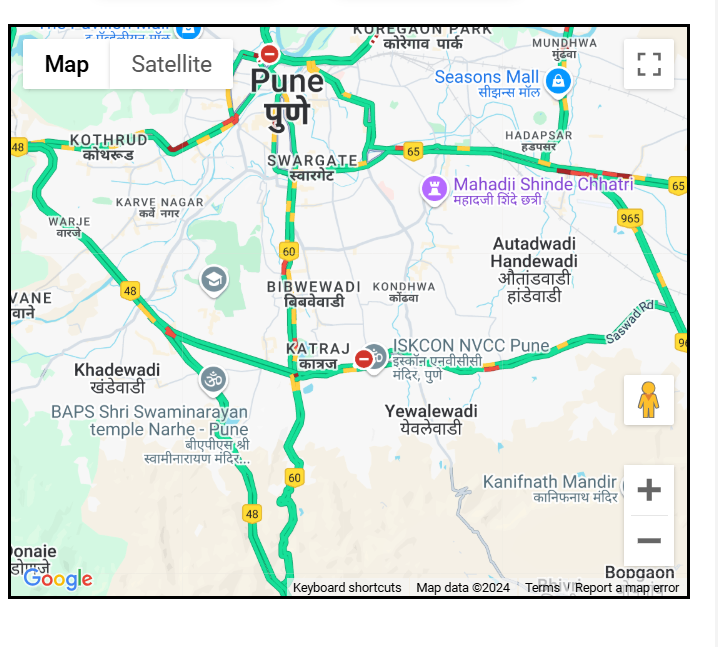 KOREGAON PARK
कोरेगाव पार्क
द पॅव्हेलीयन मॉल
Map
Satellite
MUNDHWA
मुंढवा
Pune
पुणे
Seasons Mall
सीझन्स मॉल
48
KOTHRUD
कोथरूड
SWARGATE
स्वारगेट
65
HADAPSAR
हडपसर
Mahadji Shinde Chhatri
महादजी शिंदे छत्री
65
KARVE NAGAR
कर्वे नगर
965
WARJE
वारजे
60
Autadwadi
Handewadi
औतांडवाडी
हांडेवाडी
48
BIBWEWADI
बिबवेवाडी
KONDHWA
कोंढवा
VANE
वाने
Saswad Rd
96
KATRAJ
कात्रज
ISKCON NVCC Pune
इस्कॉन एनवीसीसी
मंदिर, पुणे
Khadewadi
खंडेवाडी
BAPS Shri Swaminarayan
temple Narhe - Pune
बीएपीएस श्री
स्वामीनारायण मंदिर...
Yewalewadi
येवलेवाडी
60
Kanifnath Mandir
कानिफनाथ मंदिर
48
Donaje
डोणजे
Google
Bopgaon
Keyboard shortcuts
Map data ©2024
Terms
Report a map error